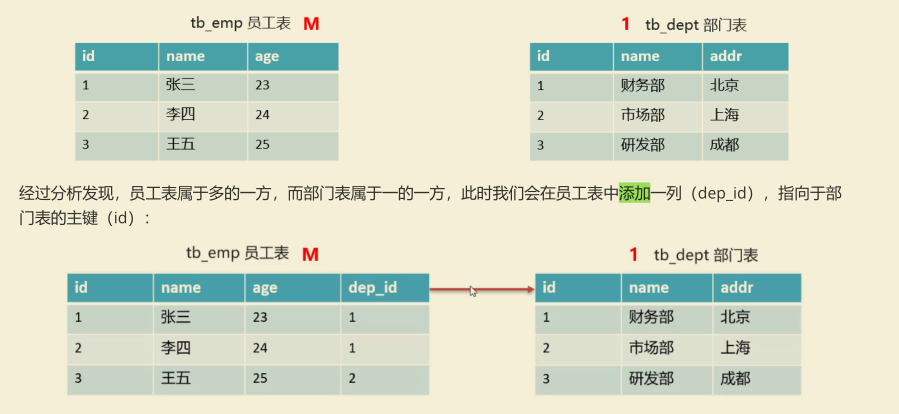 tb_emp 员工表 M
1 tb_dept 部门表
id name age
1 张三 23
2 李四 24
3 王五 25
id name addr
1 财务部 北京
2 市场部 上海
3 研发部 成都
经过分析发现，员工表属于多的一方，而部门表属于一的一方，此时我们会在员工表中添加一列（dep_id），指向于部
门表的主键（id）：
tb_emp 员工表 M
1 tb_dept 部门表
id name age dep_id
1 张三 23 1
2 李四 24 1
3 王五 25 2
id name addr
1 财务部 北京
2 市场部 上海
3 研发部 成都